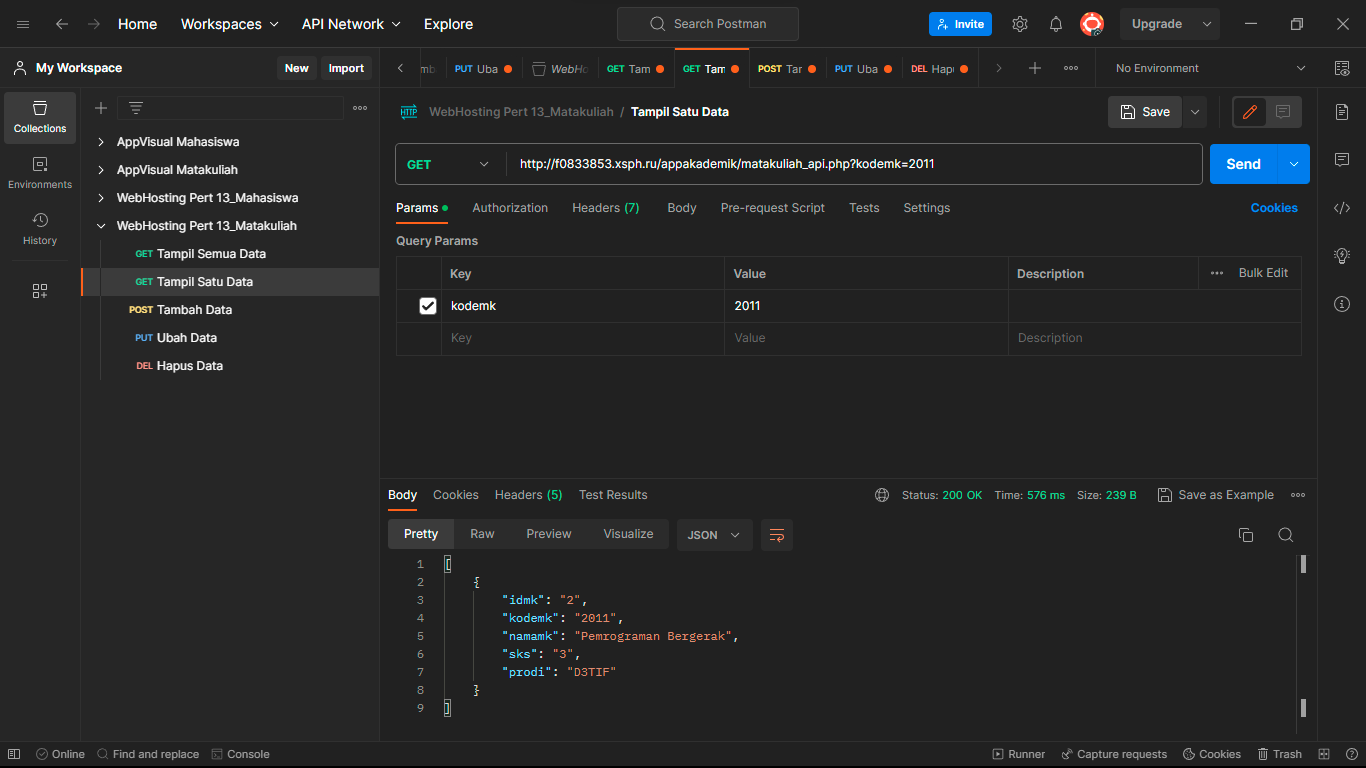 Home Workspaces API Network Explore Search Postman Invite Upgrade
My Workspace New Import PUT Uba WebHo GET Tam GET Tam POST Tar PUT Uba DEL Hap No Environment
Collections
Environments
History
AppVisual Mahasiswa
AppVisual Matakuliah
WebHosting Pert 13_Mahasiswa
WebHosting Pert 13_Matakuliah
GET Tampil Semua Data
GET Tampil Satu Data
POST Tambah Data
PUT Ubah Data
DEL Hapus Data
HTTP WebHosting Pert 13_Matakuliah / Tampil Satu Data Save
GET http://f0833853.xsph.ru/appakademik/matakuliah_api.php?kodemk=2011 Send
Params Authorization Headers (7) Body Pre-request Script Tests Settings Cookies
Query Params
Key Value Description Bulk Edit
kodemk 2011
Key Value Description
Body Cookies Headers (5) Test Results Status: 200 OK Time: 576 ms Size: 239 B Save as Example
Pretty Raw Preview Visualize JSON
1 [
2 {
3 "idmk": "2",
4 "kodemk": "2011",
5 "namamk": "Pemrograman Bergerak",
6 "sks": "3",
7 "prodi": "D3TIF"
8 }
9 ]
Online Find and replace Console Runner Capture requests Cookies Trash